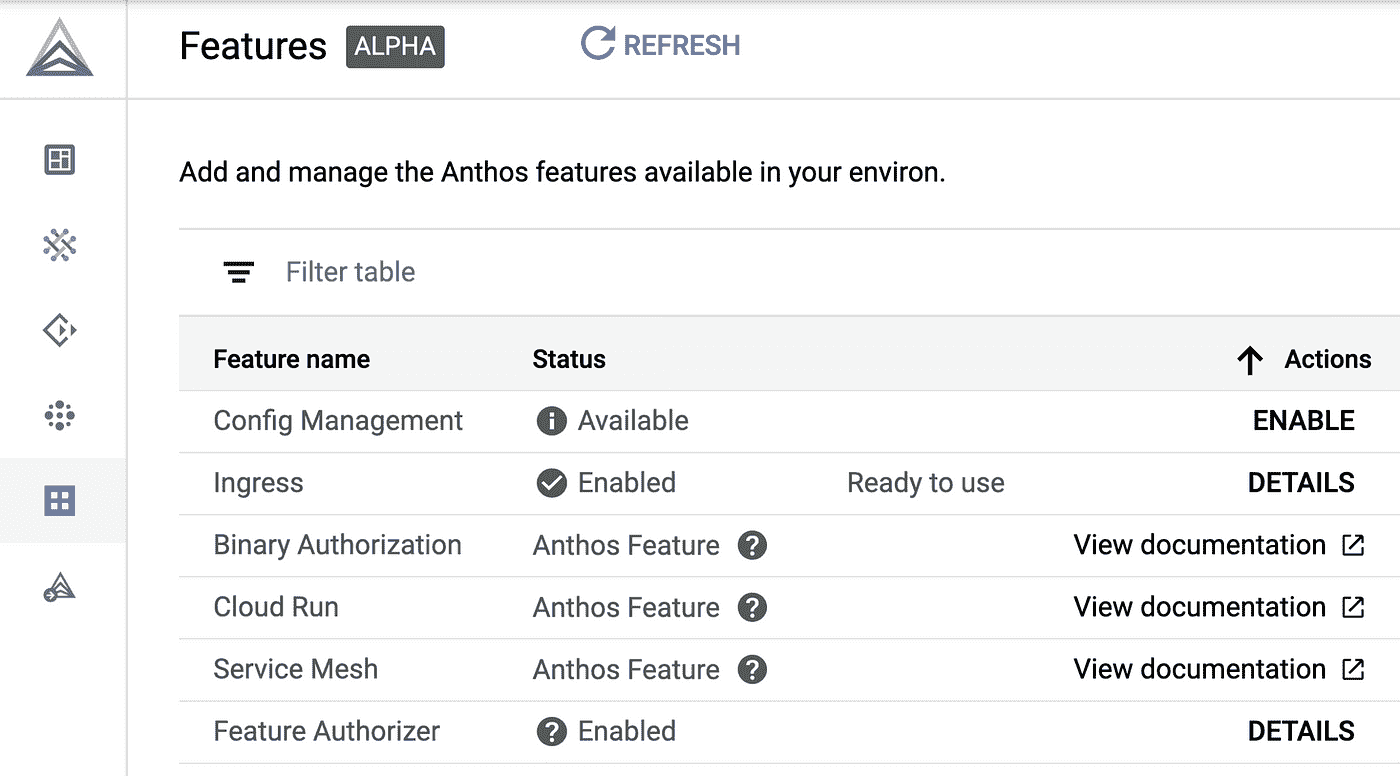 Features ALPHA REFRESH
Add and manage the Anthos features available in your environ.
Filter table
Feature name Status Actions
Config Management Available ENABLE
Ingress Enabled Ready to use DETAILS
Binary Authorization Anthos Feature View documentation
Cloud Run Anthos Feature View documentation
Service Mesh Anthos Feature View documentation
Feature Authorizer Enabled DETAILS